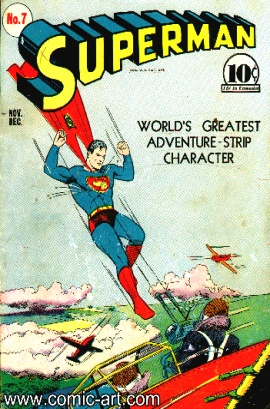 No.7
SUPERMAN
10¢
NOV.
DEC.
WORLD'S GREATEST
ADVENTURE-STRIP
CHARACTER
www.comic-art.com